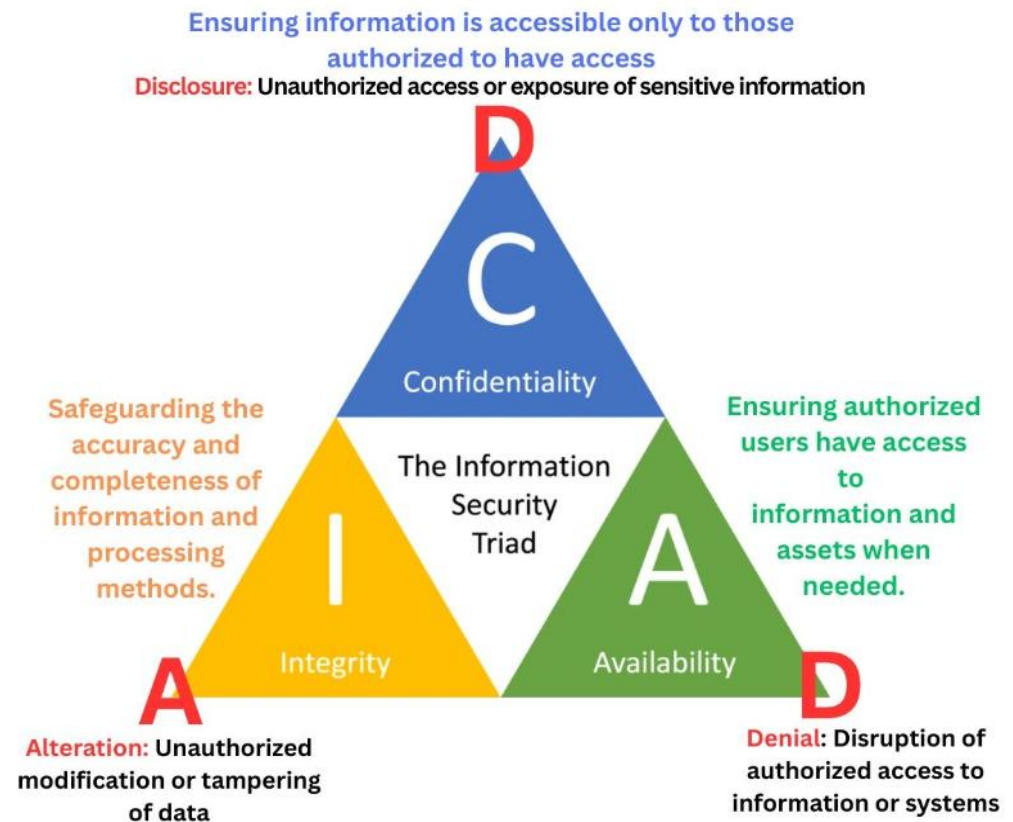 Ensuring information is accessible only to those
authorized to have access
Disclosure: Unauthorized access or exposure of sensitive information
D
C
Confidentiality
Safeguarding the
accuracy and
completeness of
information and
processing
methods.
The Information
Security
Triad
Ensuring authorized
users have access
to
information and
assets when
needed.
I
Integrity
A
Availability
A
Alteration: Unauthorized
modification or tampering
of data
D
Denial: Disruption of
authorized access to
information or systems